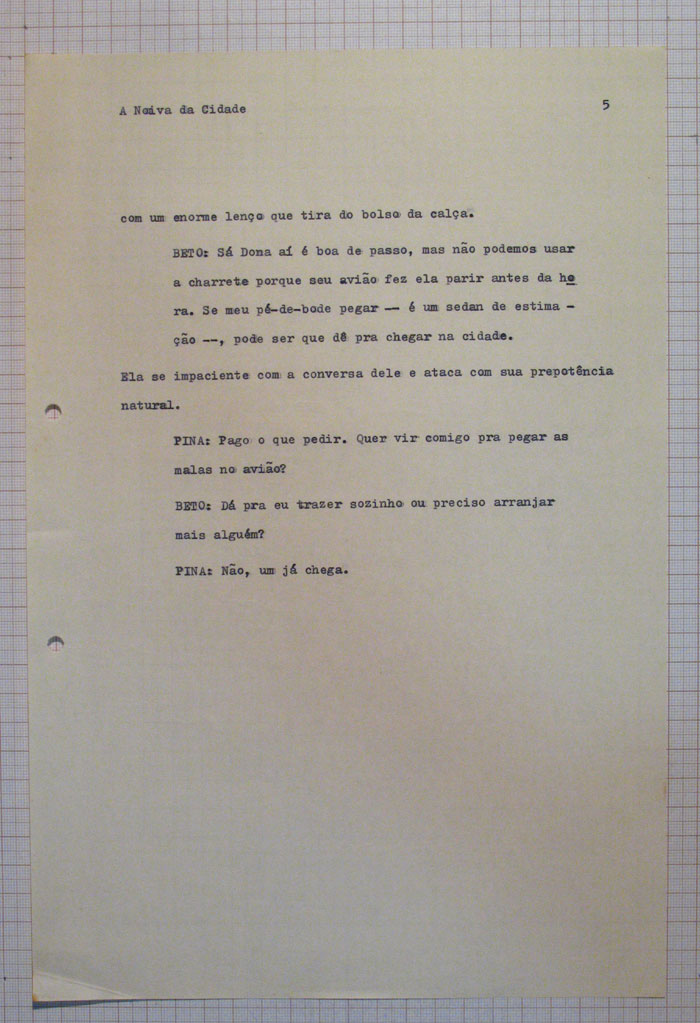 A Noiva da Cidade
5
com um enorme lenço que tira do bolso da calça.
BETO: Sá Dona aí é boa de passo, mas não podemos usar
a charrete porque seu avião fez ela parir antes da ho
ra. Se meu pé-de-bode pegar -- é um sedan de estima -
ção --, pode ser que dê pra chegar na cidade.
Ela se impaciente com a conversa dele e ataca com sua prepotência
natural.
PINA: Pago o que pedir. Quer vir comigo pra pegar as
malas no avião?
BETO: Dá pra eu trazer sozinho ou preciso arranjar
mais alguém?
PINA: Não, um já chega.